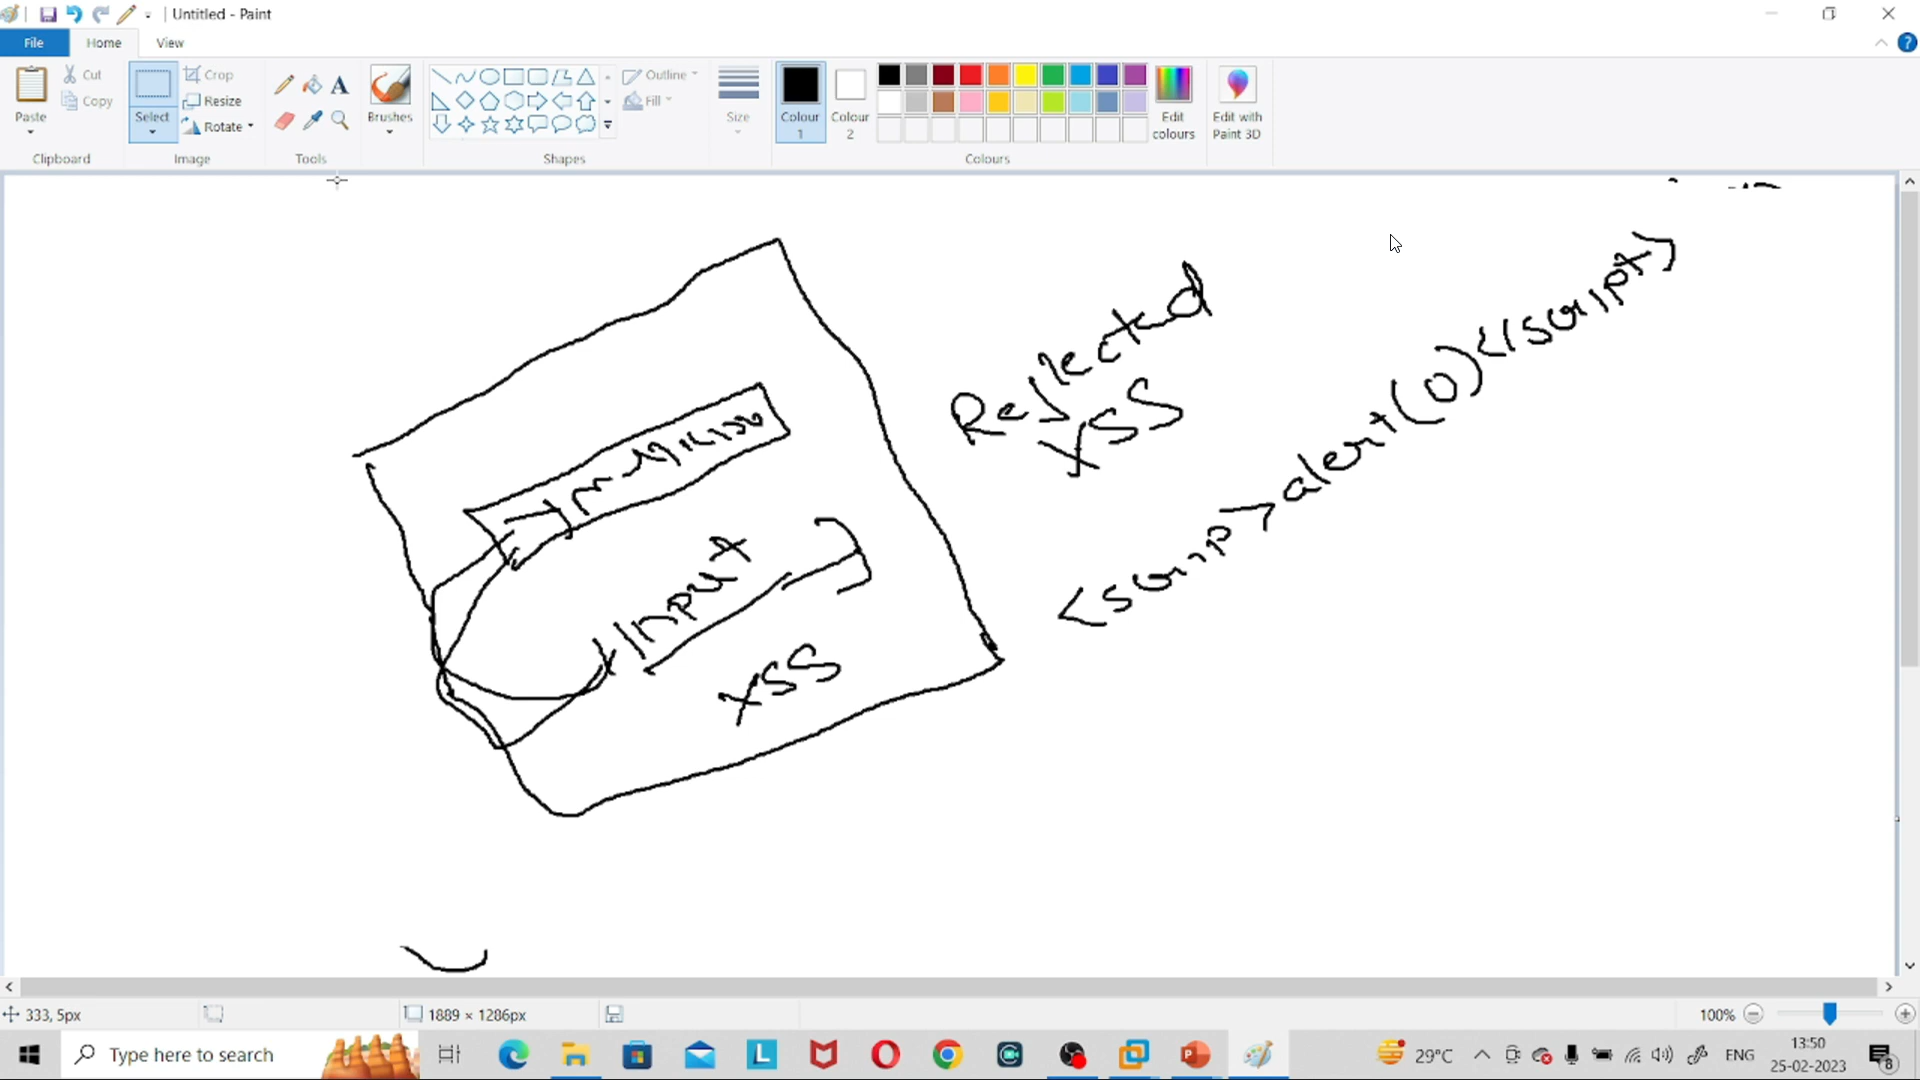 Untitled - Paint
File
Home
View
Paste
Cut
Copy
Clipboard
Select
Crop
Resize
Rotate
Image
Tools
Brushes
Outline
Fill
Shapes
Size
Colour
1
Colour
2
Edit
colours
Edit with
Paint 3D
Colours
Reflected
XSS
<scrip>alert(0)<(script)
Input
XSS
333, 5px
1889 × 1286px
100%
Type here to search
29°C
ENG
13:50
25-02-2023
8